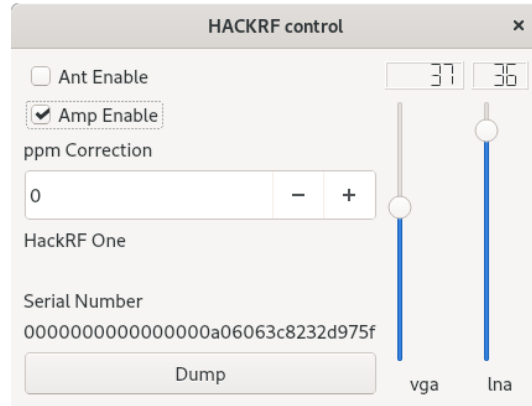 HACKRF control ×
Ant Enable
37 36
Amp Enable
ppm Correction
0 − +
HackRF One
Serial Number
0000000000000000a06063c8232d975f
Dump
vga lna